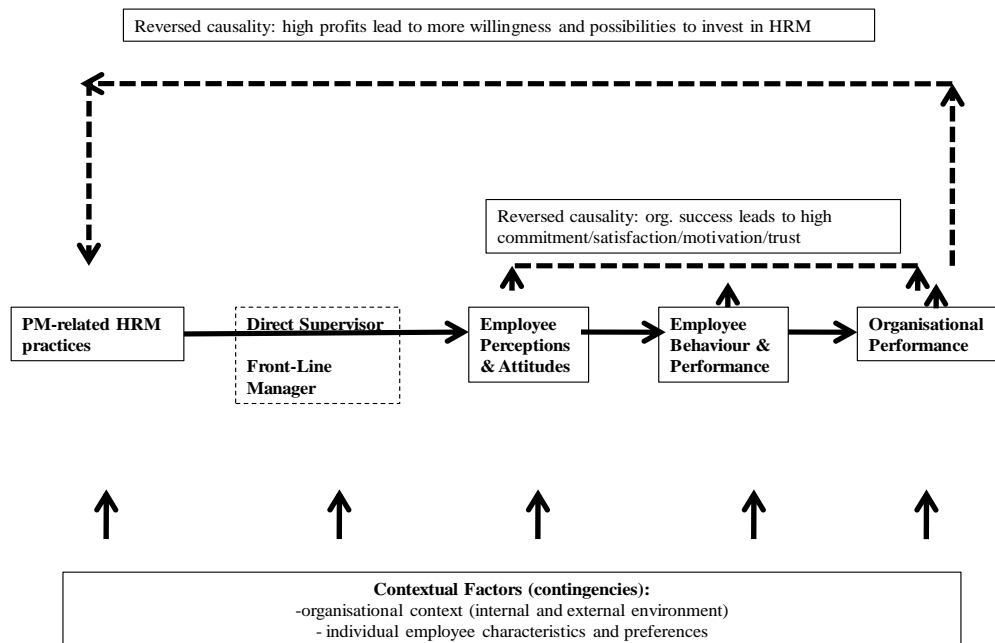 Reversed causality: high profits lead to more willingness and possibilities to invest in HRM
Reversed causality: org. success leads to high
commitment/satisfaction/motivation/trust
PM-related HRM
practices
Direct Supervisor
Front-Line
Manager
Employee
Perceptions
& Attitudes
Employee
Behaviour &
Performance
Organisational
Performance
Contextual Factors (contingencies):
-organisational context (internal and external environment)
- individual employee characteristics and preferences